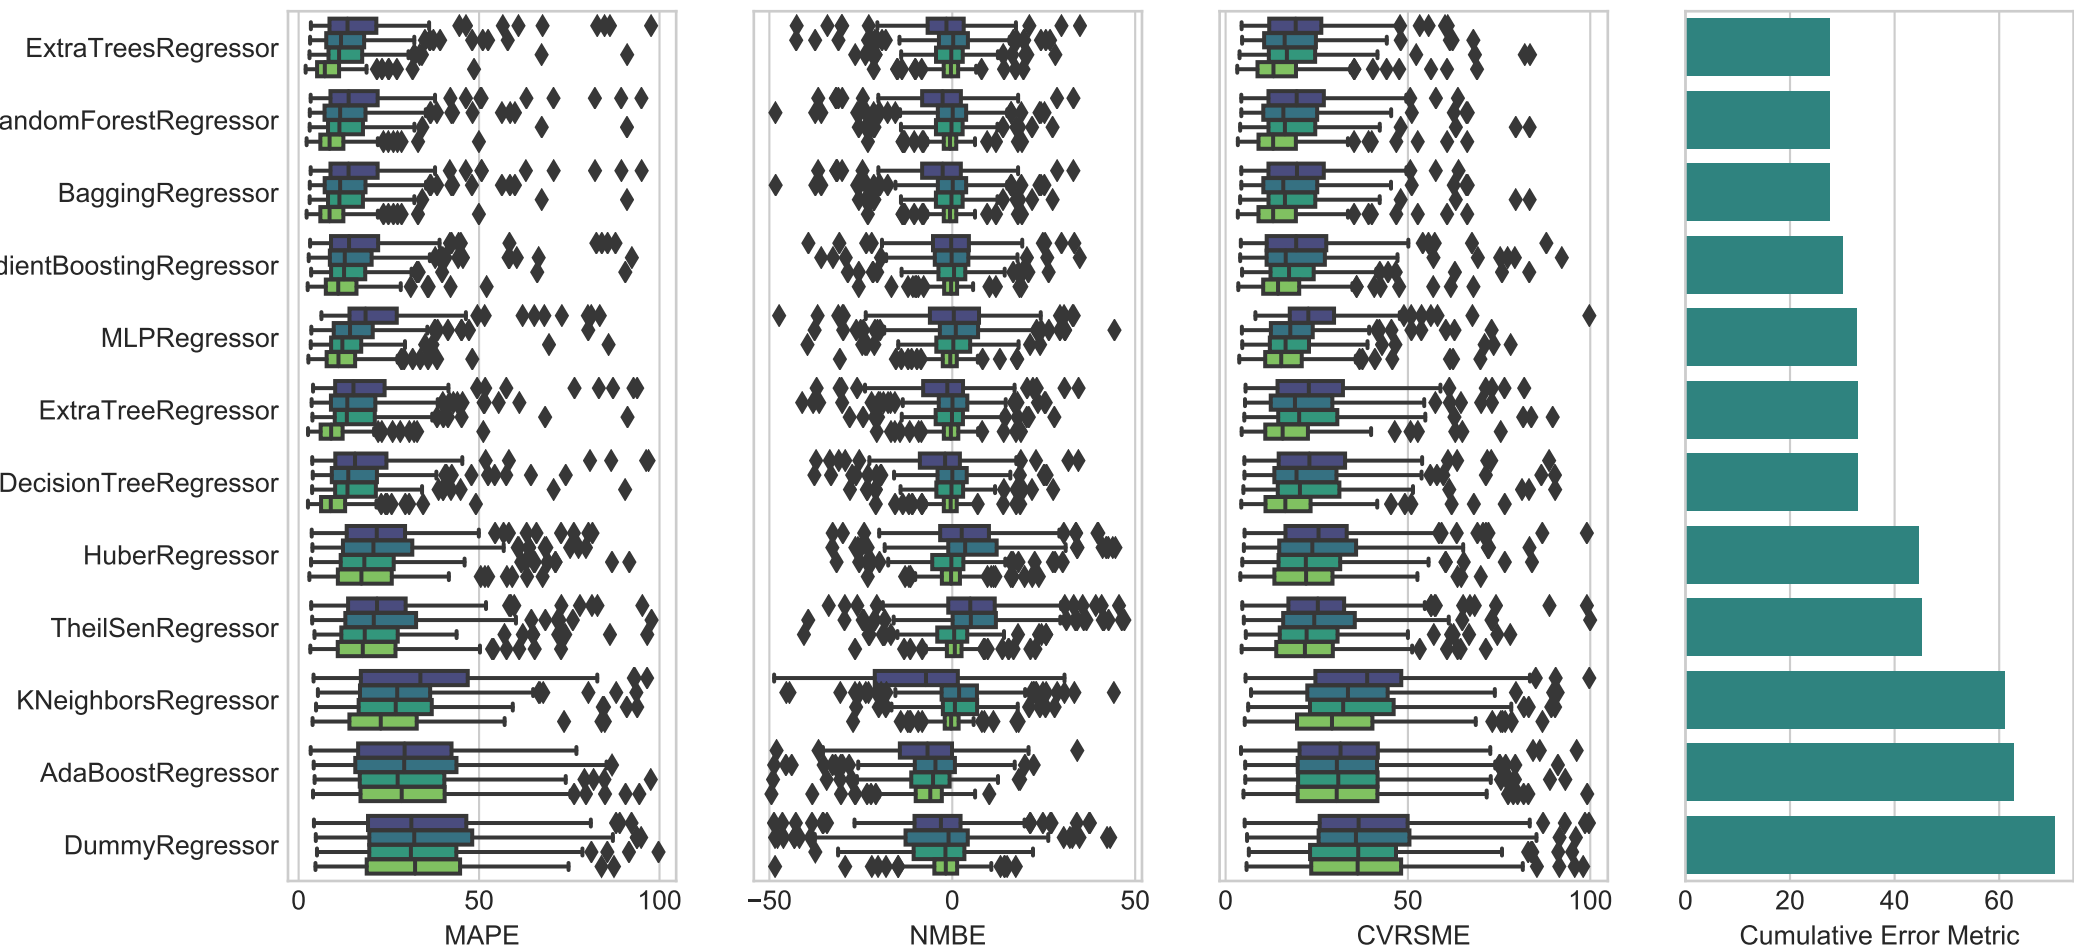 ExtraTreesRegressor
andomForestRegressor
BaggingRegressor
dientBoostingRegressor
MLPRegressor
ExtraTreeRegressor
DecisionTreeRegressor
HuberRegressor
TheilSenRegressor
KNeighborsRegressor
AdaBoostRegressor
DummyRegressor
0 50 100
MAPE
−50 0 50
NMBE
0 50 100
CVRSME
0 20 40 60
Cumulative Error Metric